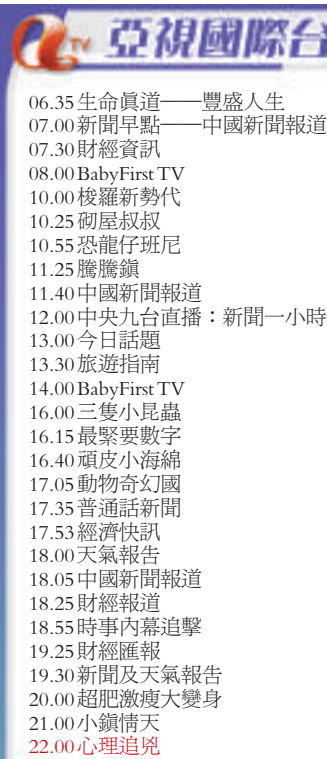 aTV 亞視國際台
06.35 生命真道——豐盛人生
07.00 新聞早點——中國新聞報道
07.30 財經資訊
08.00 BabyFirst TV
10.00 梭羅新勢代
10.25 砌屋叔叔
10.55 恐龍仔班尼
11.25 騰騰鎮
11.40 中國新聞報道
12.00 中央九台直播：新聞一小時
13.00 今日話題
13.30 旅遊指南
14.00 BabyFirst TV
16.00 三隻小昆蟲
16.15 最緊要數字
16.40 頑皮小海綿
17.05 動物奇幻國
17.35 普通話新聞
17.53 經濟快訊
18.00 天氣報告
18.05 中國新聞報道
18.25 財經報道
18.55 時事內幕追擊
19.25 財經匯報
19.30 新聞及天氣報告
20.00 超肥激瘦大變身
21.00 小鎮情天
22.00 心理追兇